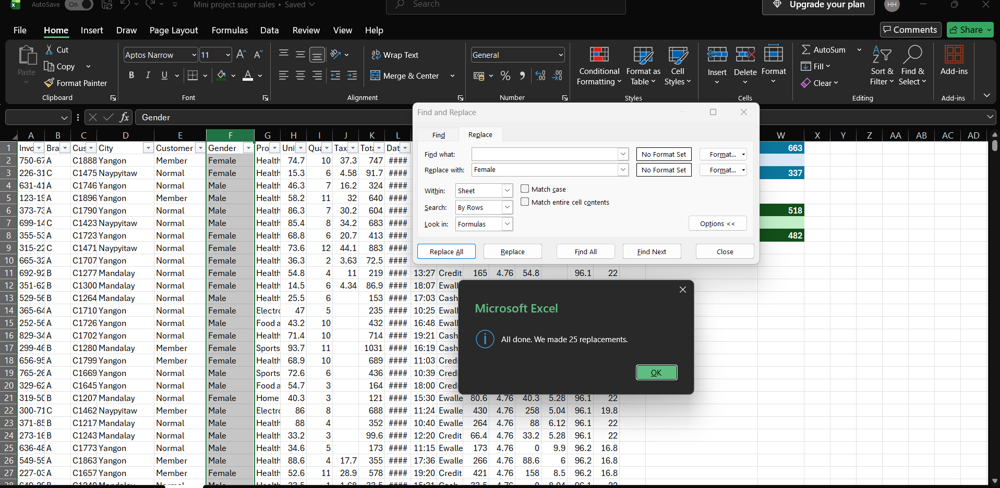 AutoSave On Mini project super sales • Saved Search Upgrade your plan HH
File Home Insert Draw Page Layout Formulas Data Review View Help Comments Share
Paste Cut Copy Format Painter Clipboard
Aptos Narrow 11 B I U A Font
Wrap Text Merge & Center Alignment
General % Number
Conditional Formatting Format as Table Cell Styles Styles
Insert Delete Format Cells
AutoSum Fill Clear Sort & Filter Find & Select Editing
Add-ins Add-ins
fx Gender
A B C D E F G H I J K L W X Y Z AA AB AC AD
1 Invo Bra Cus City Customer Gender Pro Uni Qua Tax Tota Dat 663
2 750-67 A C1888 Yangon Member Female Health 74.7 10 37.3 747 ####
3 226-31 C C1475 Naypyitaw Normal Female Health 15.3 6 4.58 91.7 #### 337
4 631-41 A C1746 Yangon Normal Male Health 46.3 7 16.2 324 ####
5 123-19 A C1896 Yangon Member Male Health 58.2 11 32 640 ####
6 373-73 A C1790 Yangon Normal Male Health 86.3 7 30.2 604 #### 518
7 699-14 C C1423 Naypyitaw Normal Male Health 85.4 8 34.2 683 ####
8 355-53 A C1723 Yangon Normal Female Health 68.8 6 20.7 413 #### 482
9 315-22 C C1471 Naypyitaw Normal Female Health 73.6 12 44.1 883 ####
10 665-32 A C1707 Yangon Normal Female Health 36.3 2 3.63 72.5 ####
11 692-92 B C1277 Mandalay Normal Female Health 54.8 4 11 219 #### 13:27 Credit 165 4.76 54.8 96.1 22
12 351-62 B C1300 Mandalay Normal Female Health 14.5 6 4.34 86.9 #### 18:07 Ewall
13 529-56 B C1264 Mandalay Normal Male Health 25.5 6 153 #### 17:03 Cash
14 365-64 A C1710 Yangon Normal Female Electr 47 5 235 #### 10:25 Ewall
15 252-56 A C1726 Yangon Normal Male Food a 43.2 10 432 #### 16:48 Ewall
16 829-34 A C1702 Yangon Normal Female Health 71.4 10 714 #### 19:21 Cash
17 299-46 B C1280 Mandalay Member Female Sports 93.7 11 1031 #### 16:19 Cash
18 656-95 A C1799 Yangon Member Female Health 68.9 10 689 #### 11:03 Credi
19 765-26 A C1669 Yangon Normal Male Sports 72.6 6 436 #### 10:39 Credi
20 329-62 A C1645 Yangon Normal Male Food a 54.7 3 164 #### 18:00 Credi
21 319-50 B C1207 Mandalay Normal Female Home 40.3 3 121 #### 15:30 Ewalle 80.6 4.76 40.3 5.28 96.1 22
22 300-71 C C1462 Naypyitaw Member Male Electr 86 8 688 #### 11:24 Ewalle 430 4.76 258 5.04 96.1 19.8
23 371-85 B C1217 Mandalay Normal Male Health 88 4 352 #### 10:40 Ewalle 264 4.76 88 6.12 96.1 22
24 273-16 B C1243 Mandalay Normal Male Health 33.2 3 99.6 #### 12:20 Credit 66.4 4.76 33.2 5.28 96.1 22
25 636-48 A C1773 Yangon Normal Male Health 34.6 5 173 #### 11:15 Ewalle 173 4.76 0 9.9 96.2 16.8
26 549-59 A C1863 Yangon Member Male Health 88.6 4 17.7 355 #### 17:36 Ewalle 266 4.76 88.6 6 96.2 16.8
27 227-03 A C1657 Yangon Member Female Health 52.6 11 28.9 578 #### 19:20 Credit 421 4.76 158 8.5 96.2 16.8
Find and Replace
Find Replace
Find what: No Format Set Format...
Replace with: Female No Format Set Format...
Within: Sheet Match case
Search: By Rows Match entire cell contents
Look in: Formulas Options <<
Replace All Replace Find All Find Next Close
Microsoft Excel
All done. We made 25 replacements.
OK